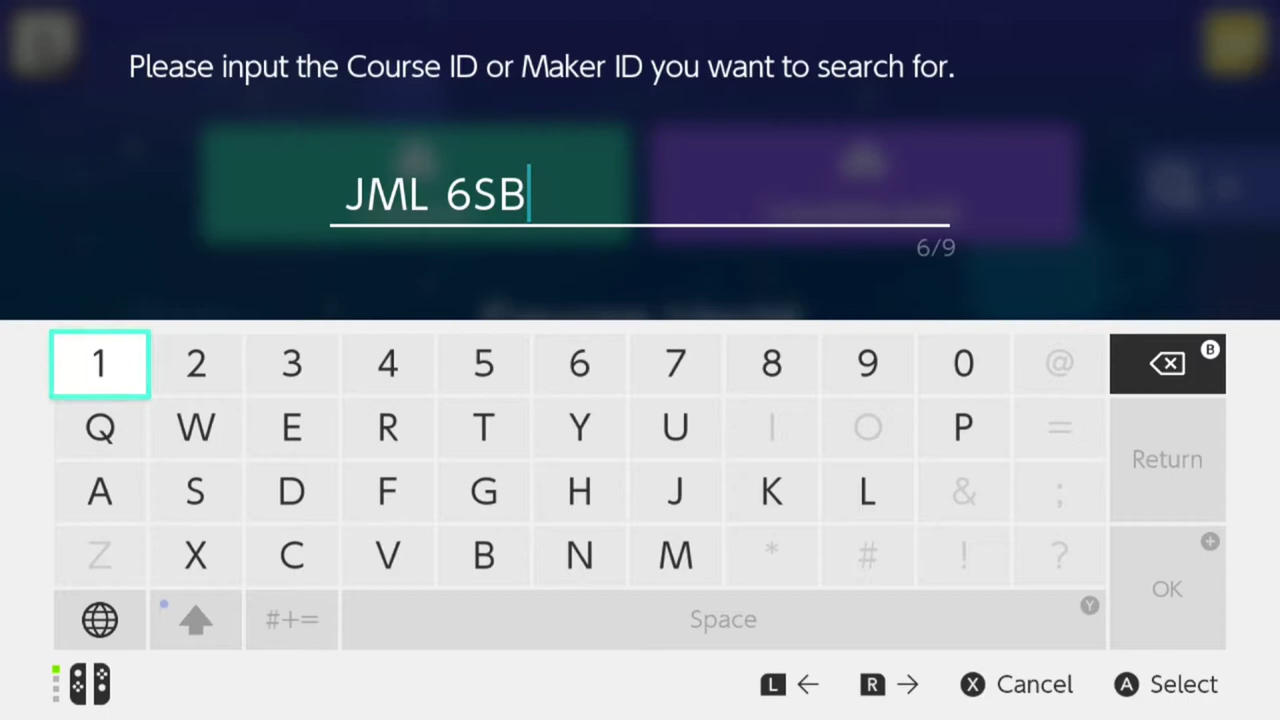 Please input the Course ID or Maker ID you want to search for.
JML 6SB
6/9
1 2 3 4 5 6 7 8 9 0 @ B
Q W E R T Y U I O P = Return
A S D F G H J K L & ;
Z X C V B N M * # ! ? + OK
#+= Space Y
L ← R → X Cancel A Select